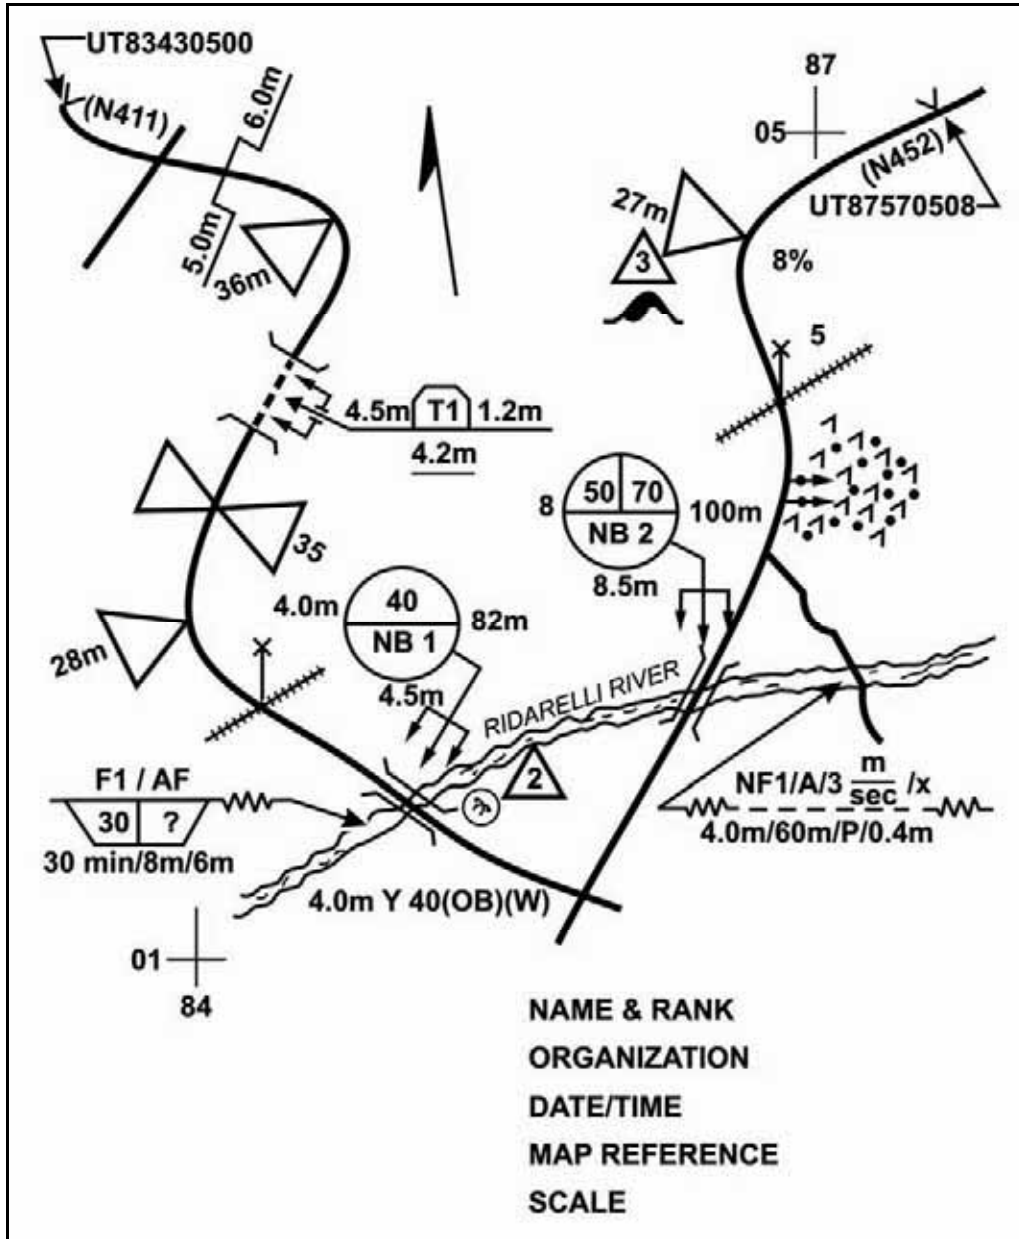 UT83430500
(N411)
6.0m
5.0m
36m
87
05
(N452)
UT87570508
27m
3
8%
5
4.5m T1 1.2m
4.2m
50 70
8 NB 2 100m
8.5m
35
28m
40
4.0m NB 1 82m
4.5m
RIDARELLI RIVER
2
F1 / AF
30 ?
30 min/8m/6m
NF1/A/3 m/sec /x
4.0m/60m/P/0.4m
4.0m Y 40(OB)(W)
01
84
NAME & RANK
ORGANIZATION
DATE/TIME
MAP REFERENCE
SCALE